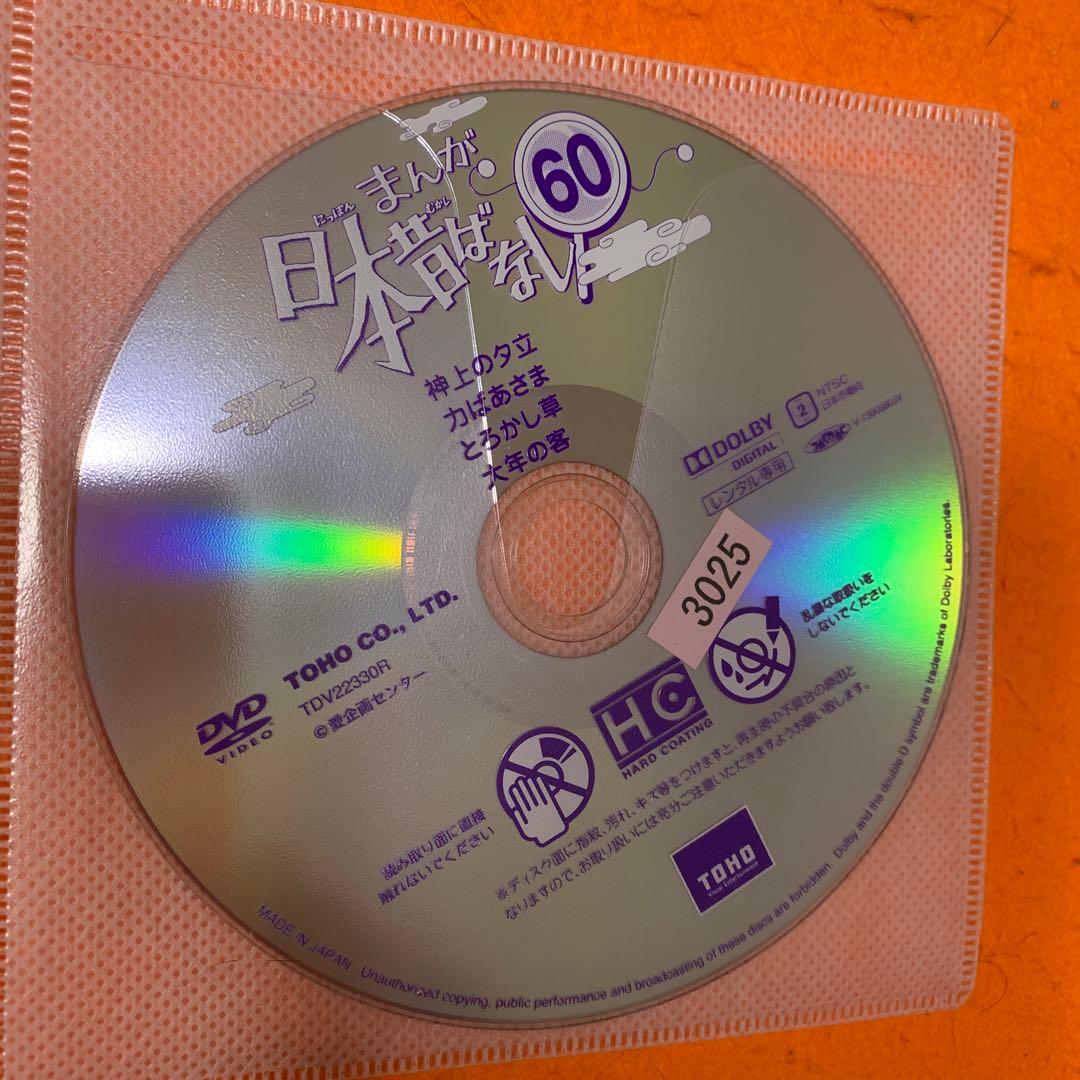 まんが
日本昔ばなし
にっぽん
むかし
60
神上の夕立
力ばあさま
とろかし草
大年の客
DOLBY
DIGITAL
2
NTSC
日本市場向
レンタル専用
3025
乱暴な取扱いを
しないでください
DVD
VIDEO
TOHO CO., LTD.
TDV22330R
©愛企画センター
HC
HARD COATING
読み取り面に直接
触れないでください
※ディスク面に指紋、汚れ、キズ等をつけますと、再生時の不具合の原因と
なりますので、お取り扱いには充分ご注意いただきますようお願い致します。
TOHO
Visual Entertainment
MADE IN JAPAN Unauthorized copying, public performance and broadcasting of these discs are forbidden. Dolby and the double-D symbol are trademarks of Dolby Laboratories.